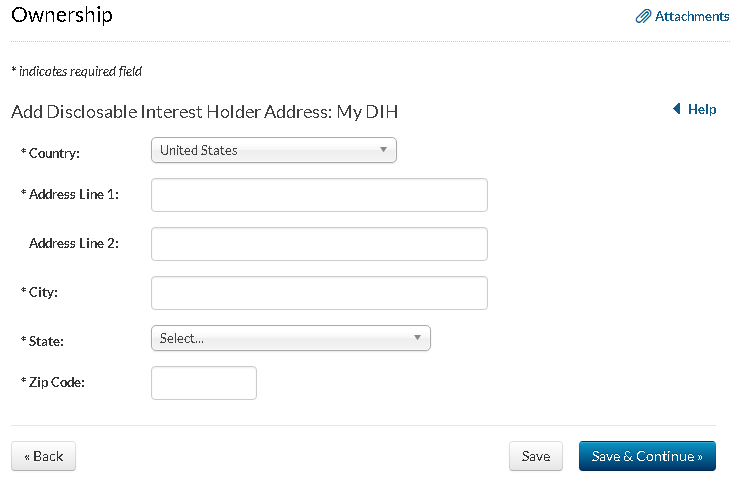 Ownership
Attachments
* indicates required field
Add Disclosable Interest Holder Address: My DIH
Help
* Country:
United States
* Address Line 1:
Address Line 2:
* City:
* State:
Select...
* Zip Code:
« Back
Save
Save & Continue »